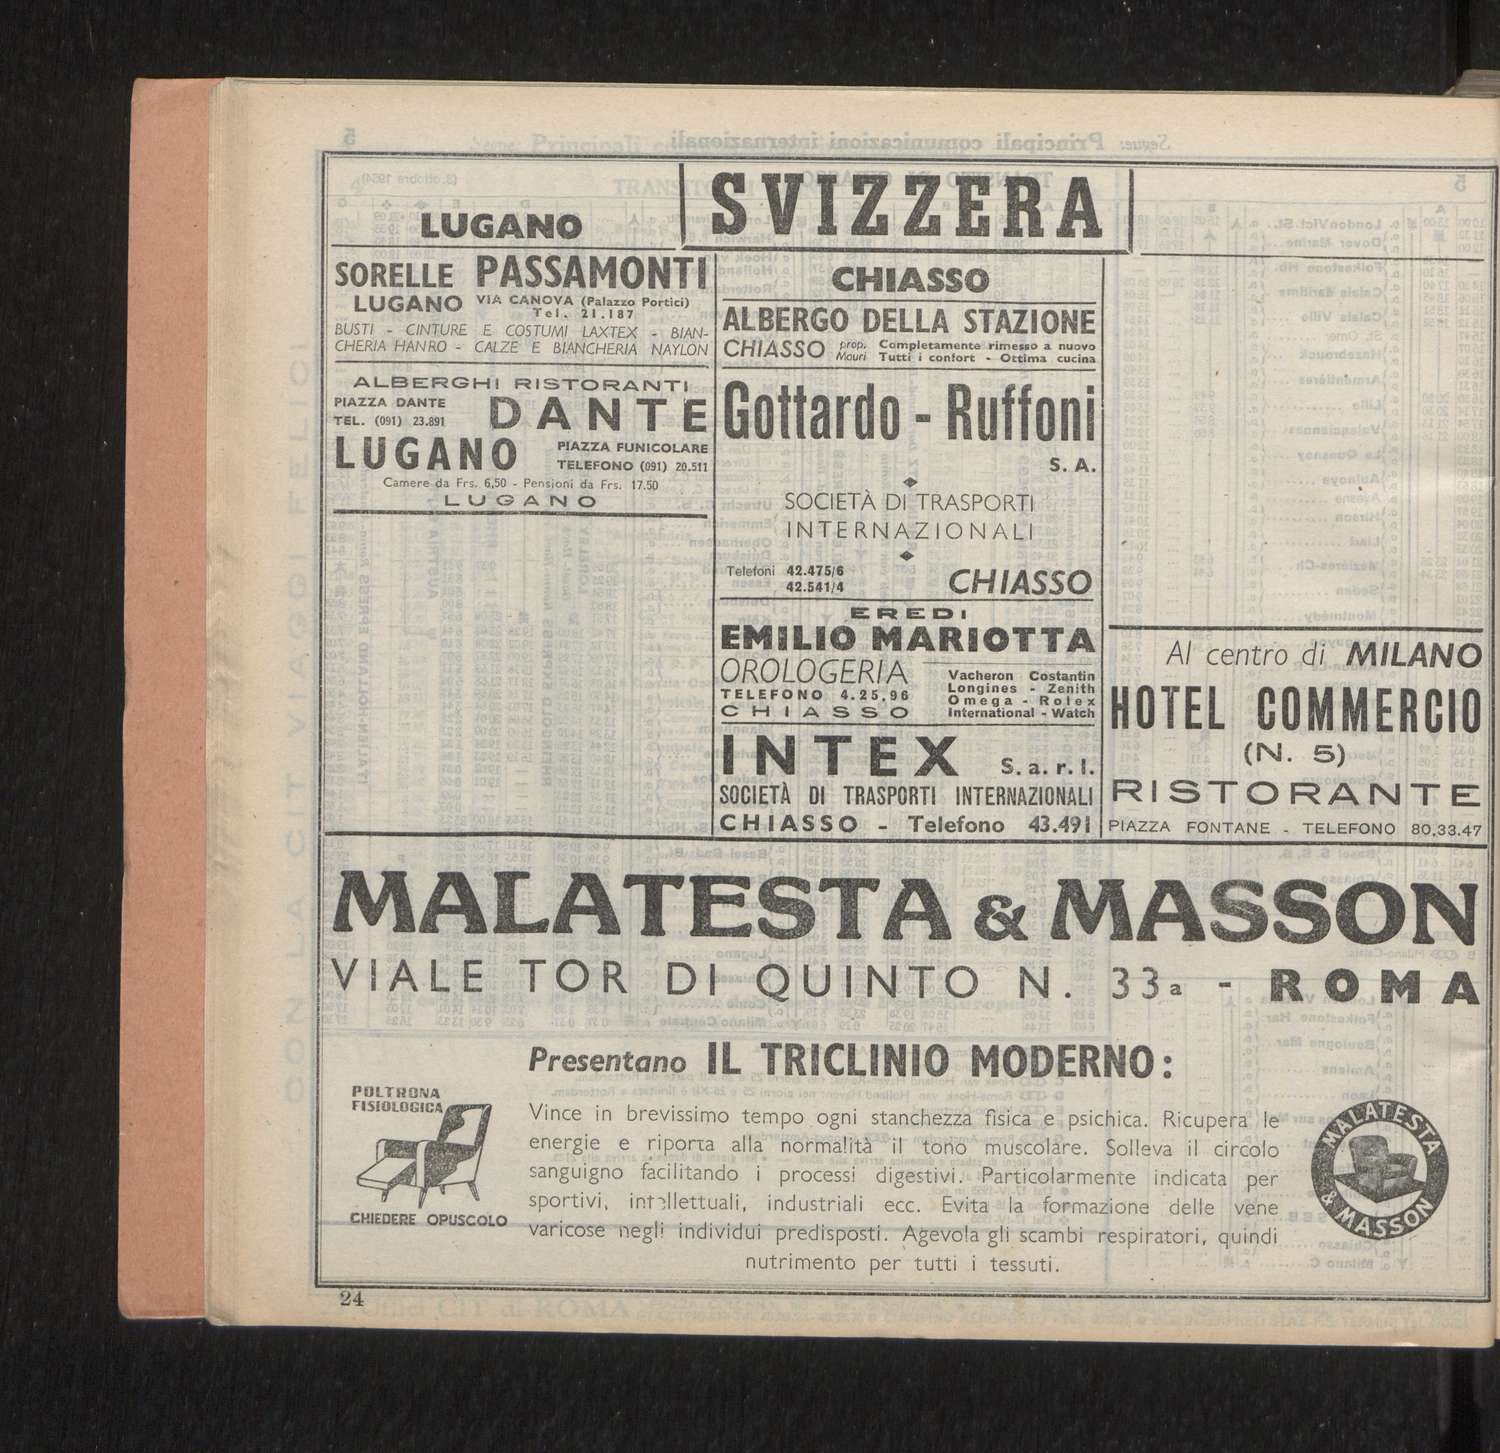 SVIZZERA
LUGANO
SORELLE PASSAMONTI
LUGANO VIA CANOVA (Palazzo Portici)
Tel. 21.187
BUSTI - CINTURE E COSTUMI LAXTEX - BIAN-
CHERIA HANRO - CALZE E BIANCHERIA NAYLON
ALBERGHI RISTORANTI
PIAZZA DANTE
TEL. (091) 23.891
DANTE
LUGANO
PIAZZA FUNICOLARE
TELEFONO (091) 20.511
Camere da Frs. 6,50 - Pensioni da Frs. 17.50
LUGANO
CHIASSO
ALBERGO DELLA STAZIONE
CHIASSO
prop. Mauri
Completamente rimesso a nuovo
Tutti i confort - Ottima cucina
Gottardo - Ruffoni
S. A.
SOCIETÀ DI TRASPORTI
INTERNAZIONALI
Telefoni 42.475/6
42.541/4
CHIASSO
EREDI
EMILIO MARIOTTA
OROLOGERIA
TELEFONO 4.25.96
CHIASSO
Vacheron Costantin
Longines - Zenith
Omega - Rolex
International - Watch
INTEX S. a. r. l.
SOCIETÀ DI TRASPORTI INTERNAZIONALI
CHIASSO - Telefono 43.491
Al centro di MILANO
HOTEL COMMERCIO
(N. 5)
RISTORANTE
PIAZZA FONTANE - TELEFONO 80.33.47
MALATESTA & MASSON
VIALE TOR DI QUINTO N. 33a - ROMA
Presentano IL TRICLINIO MODERNO:
POLTRONA
FISIOLOGICA
CHIEDERE OPUSCOLO
Vince in brevissimo tempo ogni stanchezza fisica e psichica. Ricupera le
energie e riporta alla normalità il tono muscolare. Solleva il circolo
sanguigno facilitando i processi digestivi. Particolarmente indicata per
sportivi, intellettuali, industriali ecc. Evita la formazione delle vene
varicose negli individui predisposti. Agevola gli scambi respiratori, quindi
nutrimento per tutti i tessuti.
MALATESTA
& MASSON
24